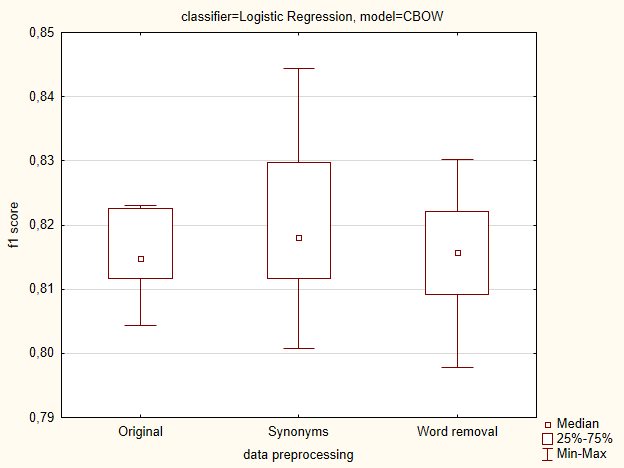 classifier=Logistic Regression, model=CBOW
0,85
0,84
0,83
0,82
0,81
0,80
0,79
f1 score
Original
Synonyms
Word removal
data preprocessing
Median
25%-75%
Min-Max